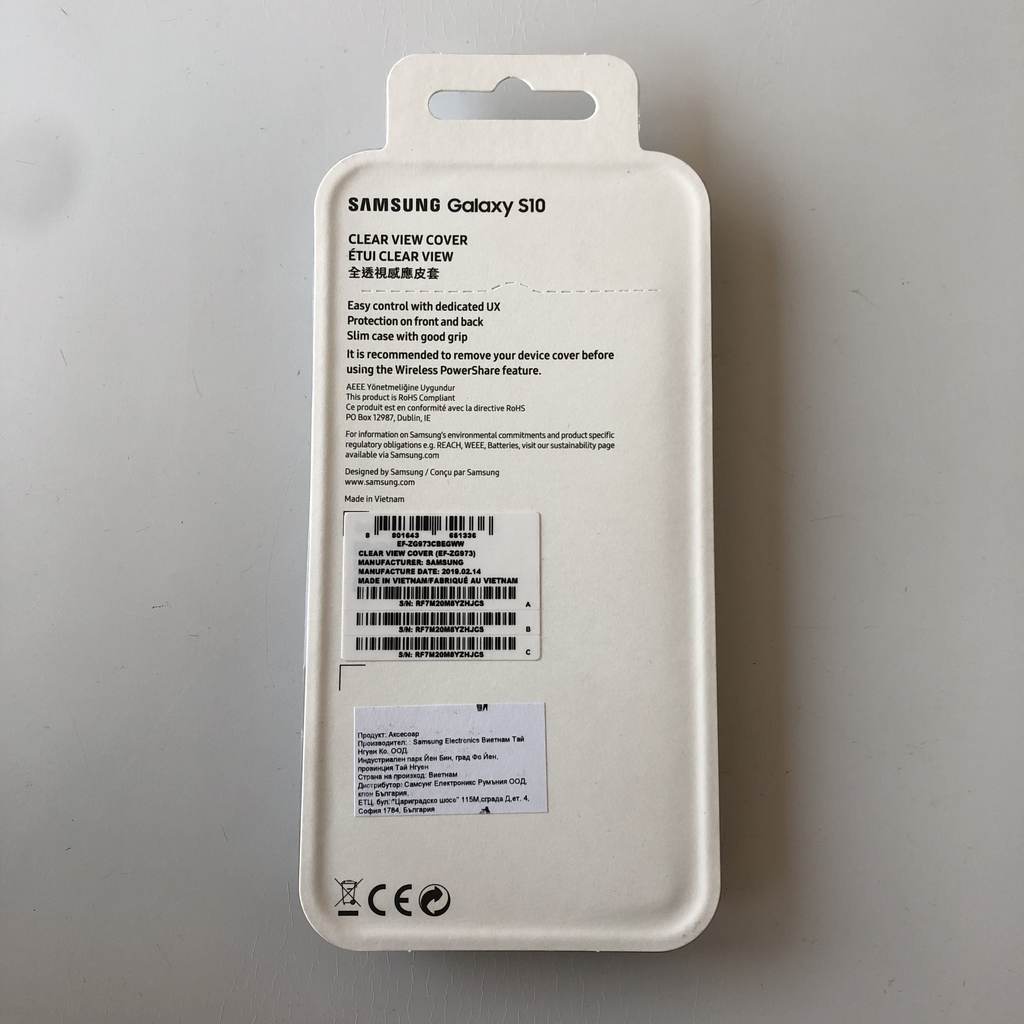 SAMSUNG Galaxy S10
CLEAR VIEW COVER
ÉTUI CLEAR VIEW
全透視感應皮套
Easy control with dedicated UX
Protection on front and back
Slim case with good grip
It is recommended to remove your device cover before
using the Wireless PowerShare feature.
AEEE Yönetmeliğine Uygundur
This product is RoHS Compliant
Ce produit est en conformité avec la directive RoHS
PO Box 12987, Dublin, IE
For information on Samsung's environmental commitments and product specific
regulatory obligations e.g. REACH, WEEE, Batteries, visit our sustainability page
available via Samsung.com
Designed by Samsung / Conçu par Samsung
www.samsung.com
Made in Vietnam
8 801643 651336
EF-ZG973CBEGWW
CLEAR VIEW COVER (EF-ZG973)
MANUFACTURER: SAMSUNG
MANUFACTURE DATE: 2019.02.14
MADE IN VIETNAM/FABRIQUÉ AU VIETNAM
S/N: RF7M20M8YZHJCS A
S/N: RF7M20M8YZHJCS B
S/N: RF7M20M8YZHJCS C
Продукт: Аксесоар
Производител: : Samsung Electronics Виетнам Тай
Нгуен Ко. ООД
Индустриален парк Йен Бин, град Фо Йен,
провинция Тай Нгуен
Страна на произход: Виетнам
Дистрибутор: Самсунг Електроникс Румъния ООД,
клон България,
ЕТЦ, бул. "Цариградско шосе" 115М,сграда Д,ет. 4,
София 1784, България
CE